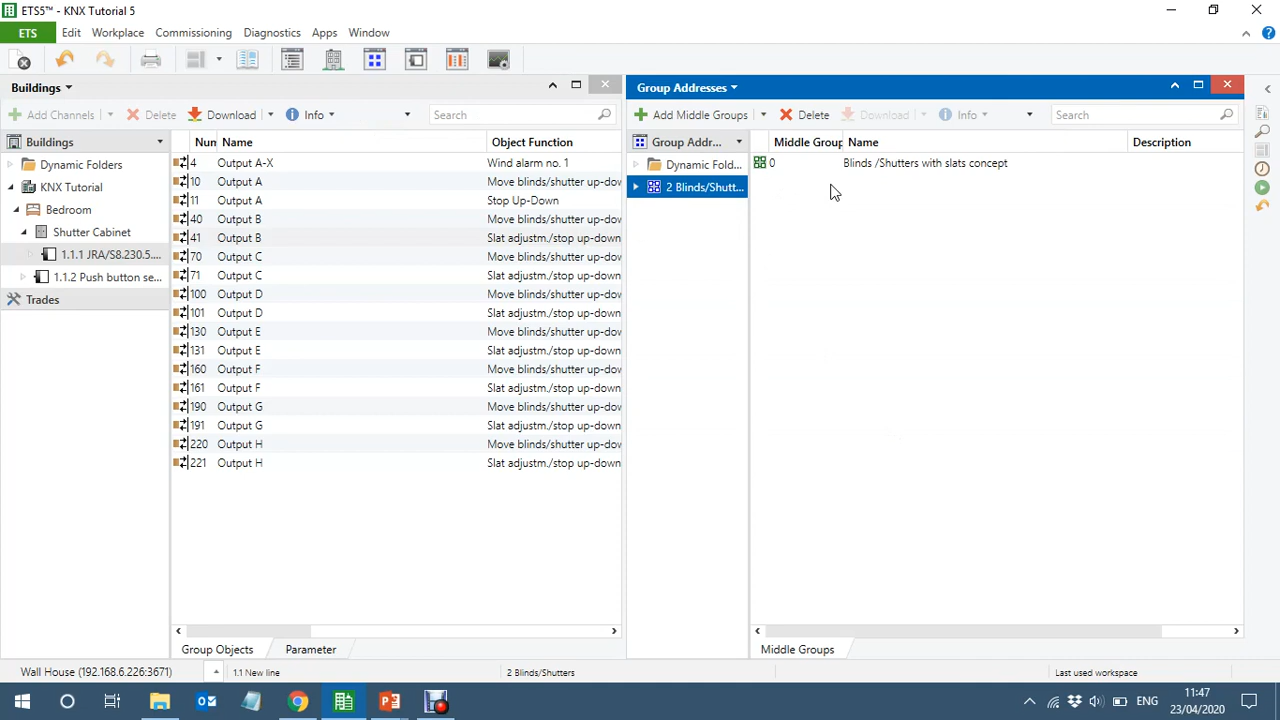 ETS5™ - KNX Tutorial 5
ETS Edit Workplace Commissioning Diagnostics Apps Window
Buildings
Add Channels Delete Download Info Search
Buildings Num Name Object Function
Dynamic Folders
KNX Tutorial
Bedroom
Shutter Cabinet
1.1.1 JRA/S8.230.5....
1.1.2 Push button se...
Trades
4 Output A-X Wind alarm no. 1
10 Output A Move blinds/shutter up-dow
11 Output A Stop Up-Down
40 Output B Move blinds/shutter up-dow
41 Output B Slat adjustm./stop up-down
70 Output C Move blinds/shutter up-dow
71 Output C Slat adjustm./stop up-down
100 Output D Move blinds/shutter up-dow
101 Output D Slat adjustm./stop up-down
130 Output E Move blinds/shutter up-dow
131 Output E Slat adjustm./stop up-down
160 Output F Move blinds/shutter up-dow
161 Output F Slat adjustm./stop up-down
190 Output G Move blinds/shutter up-dow
191 Output G Slat adjustm./stop up-down
220 Output H Move blinds/shutter up-dow
221 Output H Slat adjustm./stop up-down
Group Objects Parameter
Group Addresses
Add Middle Groups Delete Download Info Search
Group Addr... Middle Group Name Description
Dynamic Fold...
2 Blinds/Shutt...
0 Blinds /Shutters with slats concept
Middle Groups
Wall House (192.168.6.226:3671) 1.1 New line 2 Blinds/Shutters Last used workspace
ENG 11:47
23/04/2020